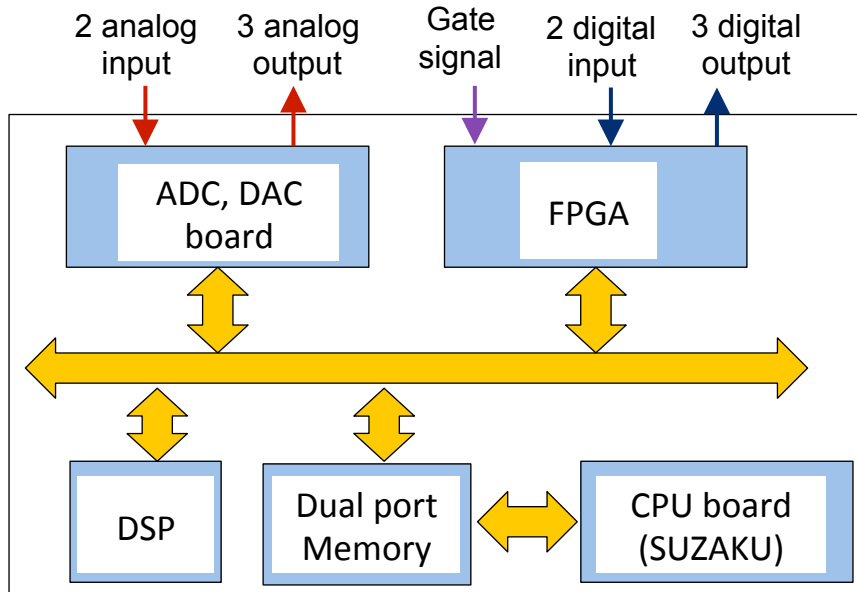 2 analog
input
3 analog
output
Gate
signal
2 digital
input
3 digital
output
ADC, DAC
board
FPGA
DSP
Dual port
Memory
CPU board
(SUZAKU)